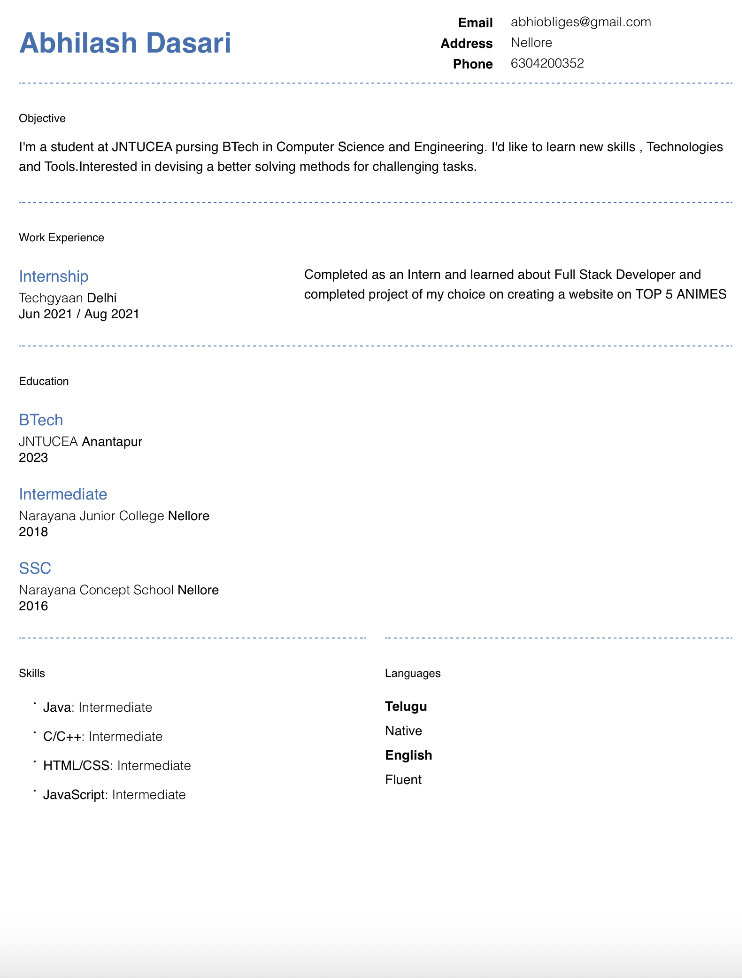 Abhilash Dasari
Email abhiobliges@gmail.com
Address Nellore
Phone 6304200352
Objective
I'm a student at JNTUCEA pursing BTech in Computer Science and Engineering. I'd like to learn new skills , Technologies
and Tools.Interested in devising a better solving methods for challenging tasks.
Work Experience
Internship
Techgyaan Delhi
Jun 2021 / Aug 2021
Completed as an Intern and learned about Full Stack Developer and
completed project of my choice on creating a website on TOP 5 ANIMES
Education
BTech
JNTUCEA Anantapur
2023
Intermediate
Narayana Junior College Nellore
2018
SSC
Narayana Concept School Nellore
2016
Skills
· Java: Intermediate
· C/C++: Intermediate
· HTML/CSS: Intermediate
· JavaScript: Intermediate
Languages
Telugu
Native
English
Fluent